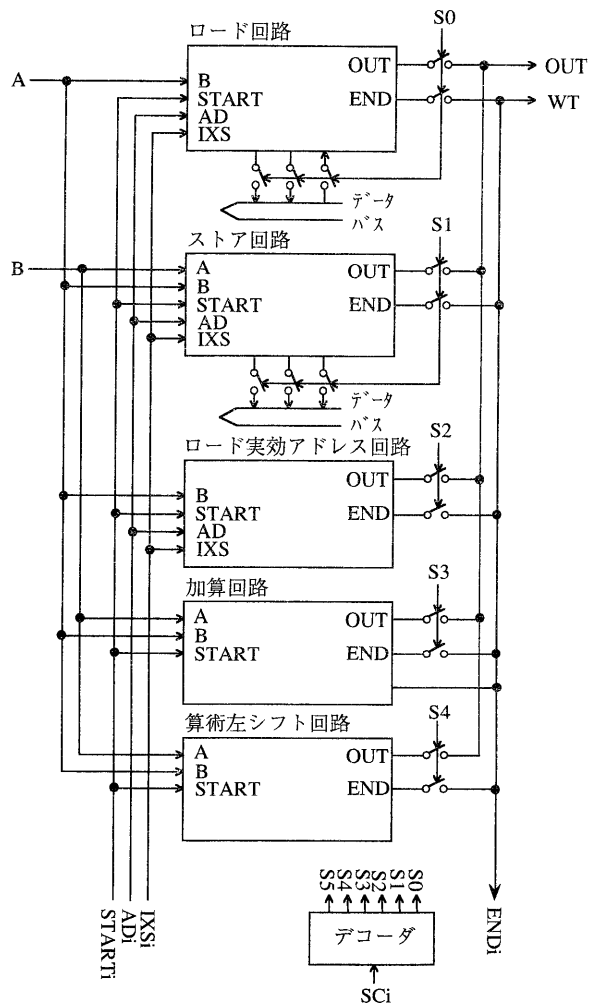 S0
ロード回路
A
B
START
AD
IXS
OUT
END
OUT
WT
データ
バス
S1
ストア回路
B
A
B
START
AD
IXS
OUT
END
データ
バス
S2
ロード実効アドレス回路
B
START
AD
IXS
OUT
END
S3
加算回路
A
B
START
OUT
END
S4
算術左シフト回路
A
B
START
OUT
END
STARTi
ADi
IXSi
S5
S4
S3
S2
S1
S0
デコーダ
SCi
ENDi